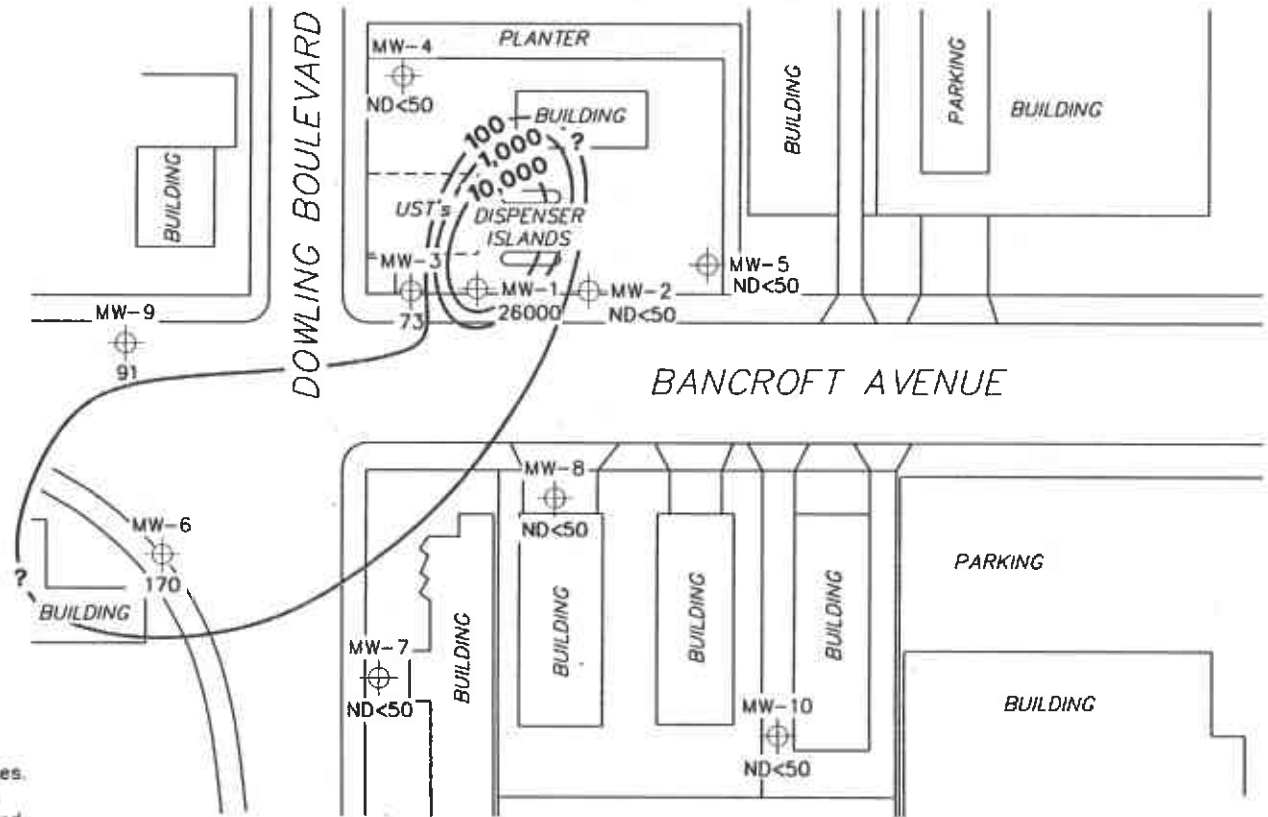 DOWLING BOULEVARD
MW-4
ND<50
PLANTER
BUILDING
BUILDING
PARKING
BUILDING
BUILDING
100
1,000
10,000
?
UST's
DISPENSER
ISLANDS
MW-3
73
MW-1
26000
MW-2
ND<50
MW-5
ND<50
MW-9
91
BANCROFT AVENUE
MW-6
170
?
BUILDING
MW-8
ND<50
MW-7
ND<50
BUILDING
BUILDING
BUILDING
BUILDING
MW-10
ND<50
PARKING
BUILDING
es.